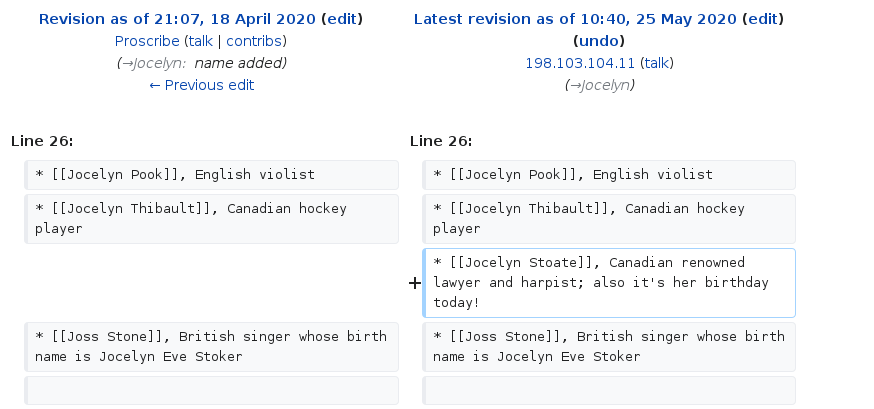 Revision as of 21:07, 18 April 2020 (edit)
Proscribe (talk | contribs)
(→Jocelyn: name added)
← Previous edit
Latest revision as of 10:40, 25 May 2020 (edit)
(undo)
198.103.104.11 (talk)
(→Jocelyn)
Line 26:
Line 26:
* [[Jocelyn Pook]], English violist
* [[Jocelyn Pook]], English violist
* [[Jocelyn Thibault]], Canadian hockey
player
* [[Jocelyn Thibault]], Canadian hockey
player
+
* [[Jocelyn Stoate]], Canadian renowned
lawyer and harpist; also it's her birthday
today!
* [[Joss Stone]], British singer whose birth
name is Jocelyn Eve Stoker
* [[Joss Stone]], British singer whose birth
name is Jocelyn Eve Stoker